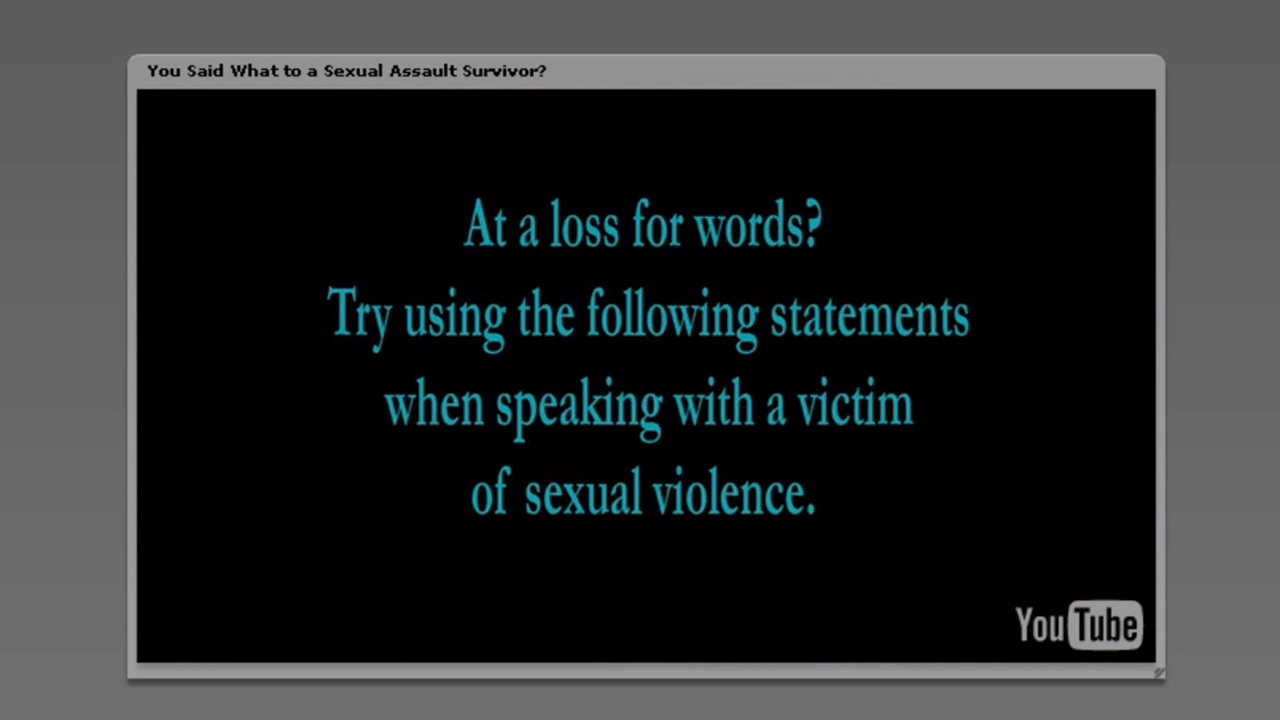 You Said What to a Sexual Assault Survivor?
At a loss for words?
Try using the following statements
when speaking with a victim
of sexual violence.
YouTube